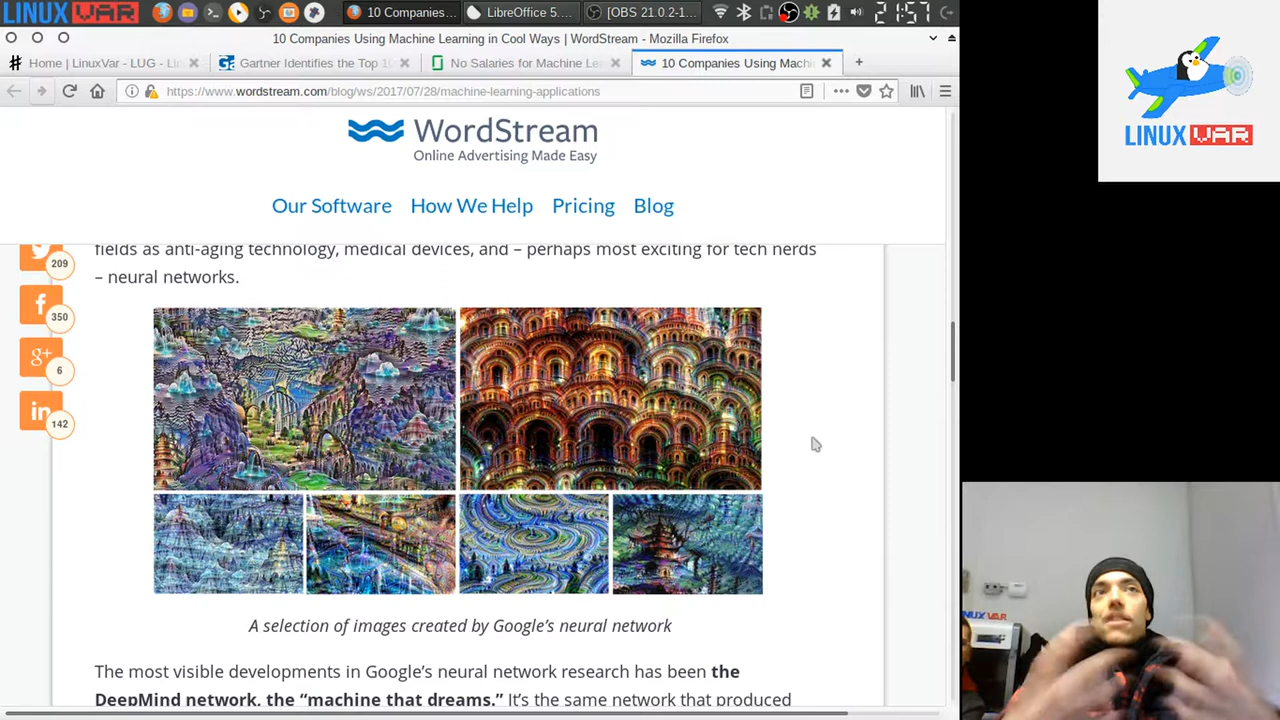 LINUX VAR
10 Companies...
LibreOffice 5....
[OBS 21.0.2-1...
21:57
10 Companies Using Machine Learning in Cool Ways | WordStream - Mozilla Firefox
Home | LinuxVar - LUG - Li
Gartner Identifies the Top 1
No Salaries for Machine Le
10 Companies Using Machi
https://www.wordstream.com/blog/ws/2017/07/28/machine-learning-applications
WordStream
Online Advertising Made Easy
Our Software How We Help Pricing Blog
fields as anti-aging technology, medical devices, and – perhaps most exciting for tech nerds
– neural networks.
209
350
g+
6
in
142
A selection of images created by Google's neural network
The most visible developments in Google's neural network research has been the
DeepMind network, the “machine that dreams.” It's the same network that produced
LINUX VAR
NUX VAR